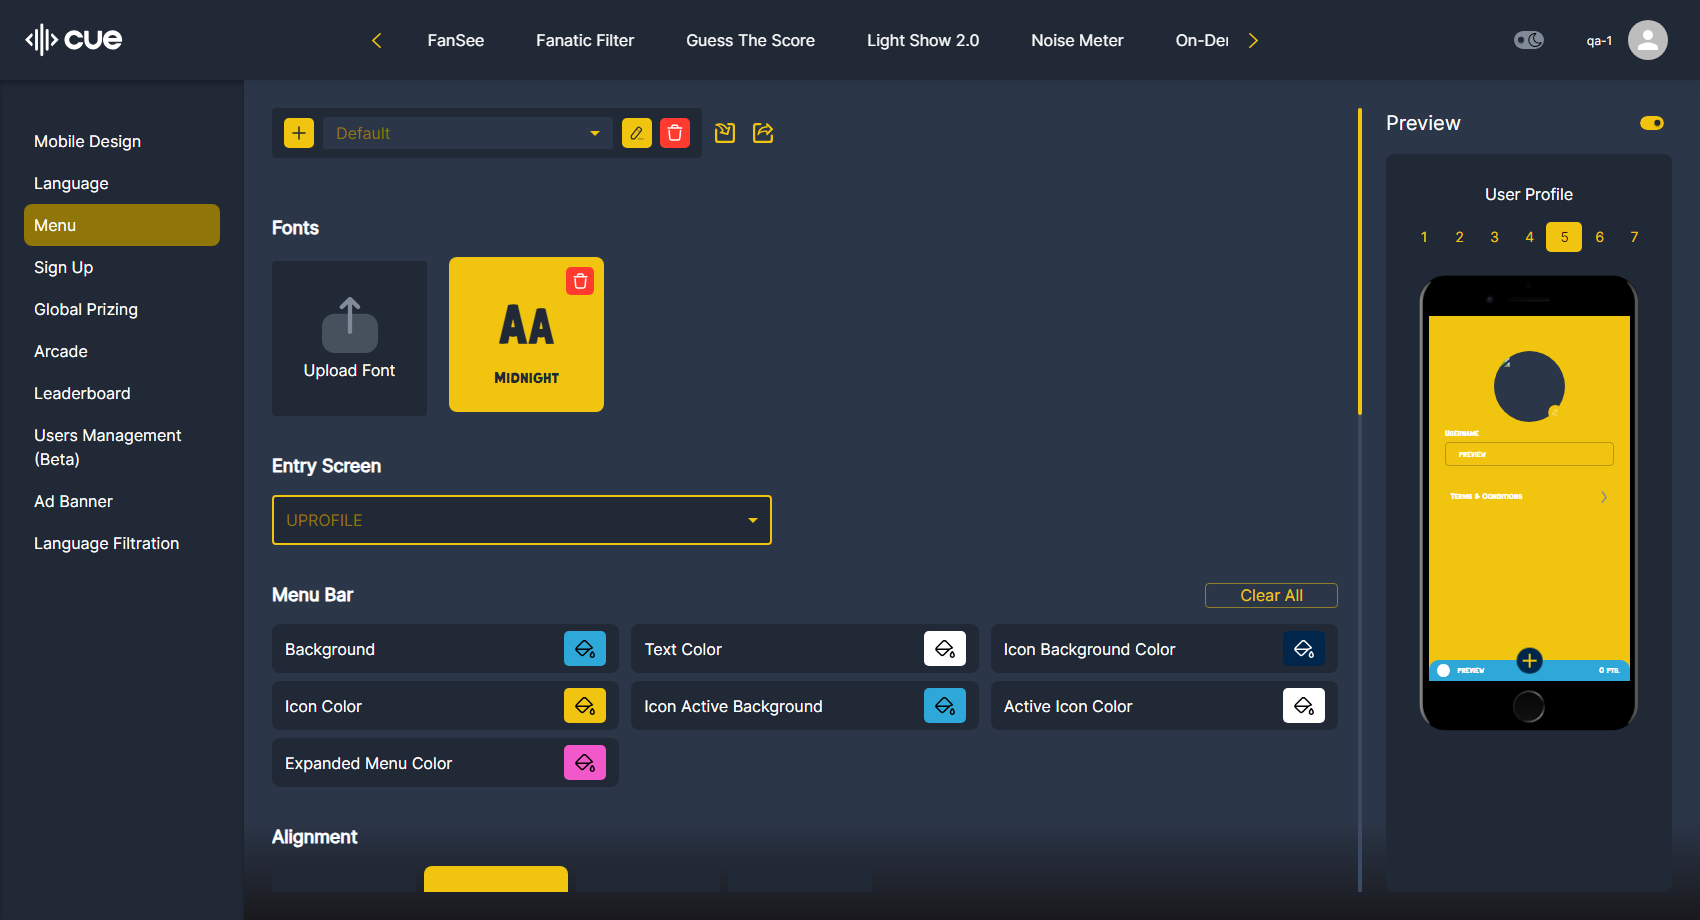 cue
FanSee
Fanatic Filter
Guess The Score
Light Show 2.0
Noise Meter
On-Der
qa-1
Mobile Design
Language
Menu
Sign Up
Global Prizing
Arcade
Leaderboard
Users Management
(Beta)
Ad Banner
Language Filtration
Default
Fonts
Upload Font
AA
MIDNIGHT
Entry Screen
UPROFILE
Menu Bar
Clear All
Background
Text Color
Icon Background Color
Icon Color
Icon Active Background
Active Icon Color
Expanded Menu Color
Alignment
Preview
User Profile
1 2 3 4 5 6 7
USERNAME
PREVIEW
TERMS & CONDITIONS
PREVIEW
0 PTS.